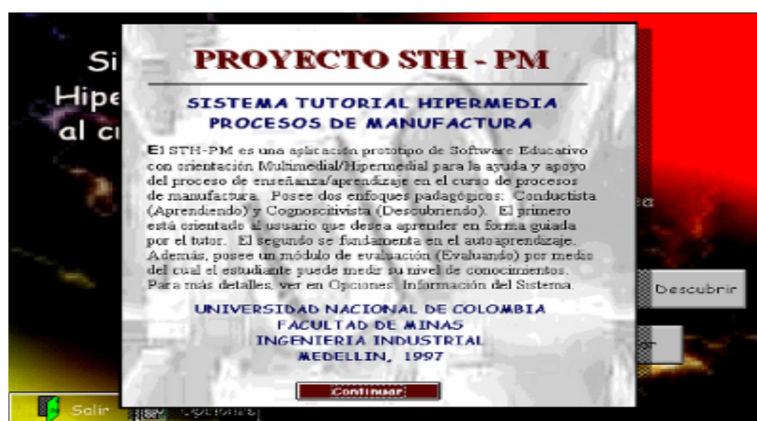 PROYECTO STH - PM
SISTEMA TUTORIAL HIPERMEDIA
PROCESOS DE MANUFACTURA
El STH-PM es una aplicación prototipo de Software Educativo
con orientación Multimedial/Hipermedial para la ayuda y apoyo
del proceso de enseñanza/aprendizaje en el curso de procesos
de manufactura. Posee dos enfoques padagógicos: Conductista
(Aprendiendo) y Cognoscitivista (Descubriendo). El primero
está orientado al usuario que desea aprender en forma guiada
por el tutor. El segundo se fundamenta en el autoaprendizaje.
Además, posee un módulo de evaluación (Evaluando) por medio
del cual el estudiante puede medir su nivel de conocimientos.
Para más detalles, ver en Opciones, Información del Sistema.
UNIVERSIDAD NACIONAL DE COLOMBIA
FACULTAD DE MINAS
INGENIERIA INDUSTRIAL
MEDELLIN, 1997
Continuar
Si
Hipe
al c
Descubrir
Salir
Opciones